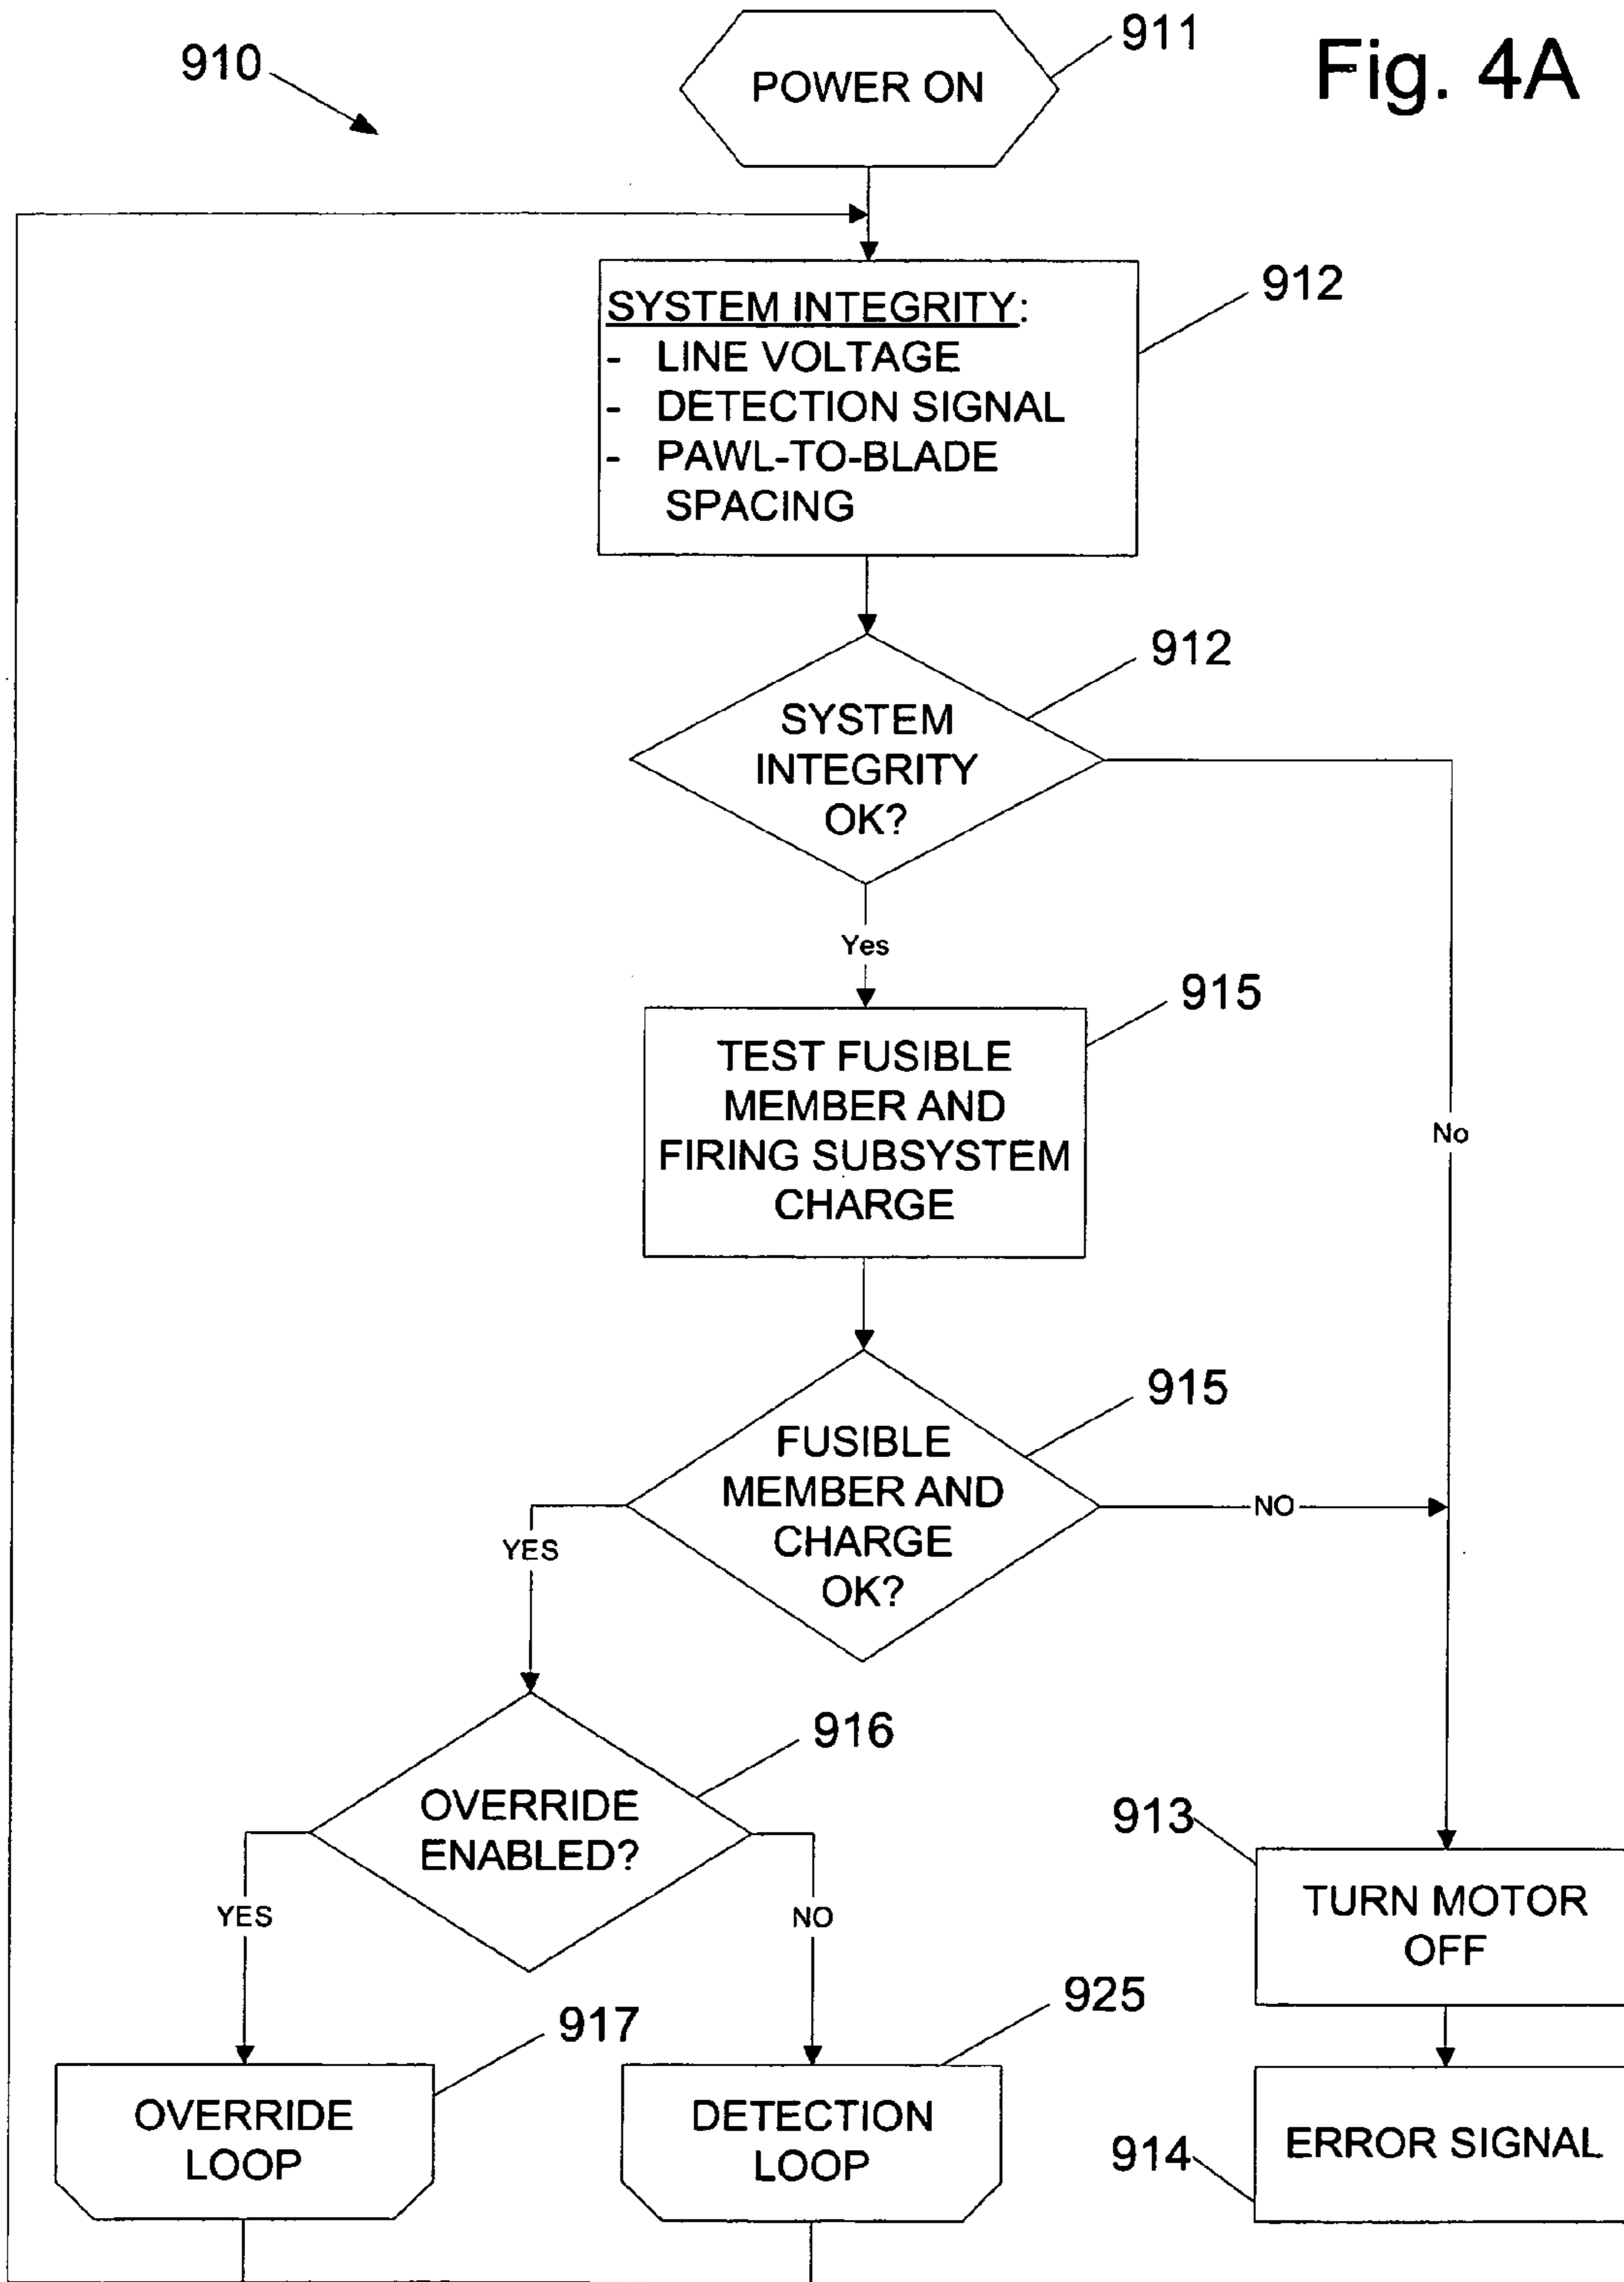 910
POWER ON
911
Fig. 4A
SYSTEM INTEGRITY:
- LINE VOLTAGE
- DETECTION SIGNAL
- PAWL-TO-BLADE
SPACING
912
SYSTEM
INTEGRITY
OK?
912
Yes
No
TEST FUSIBLE
MEMBER AND
FIRING SUBSYSTEM
CHARGE
915
FUSIBLE
MEMBER AND
CHARGE
OK?
915
YES
NO
OVERRIDE
ENABLED?
916
YES
NO
913
TURN MOTOR
OFF
OVERRIDE
LOOP
917
DETECTION
LOOP
925
914
ERROR SIGNAL